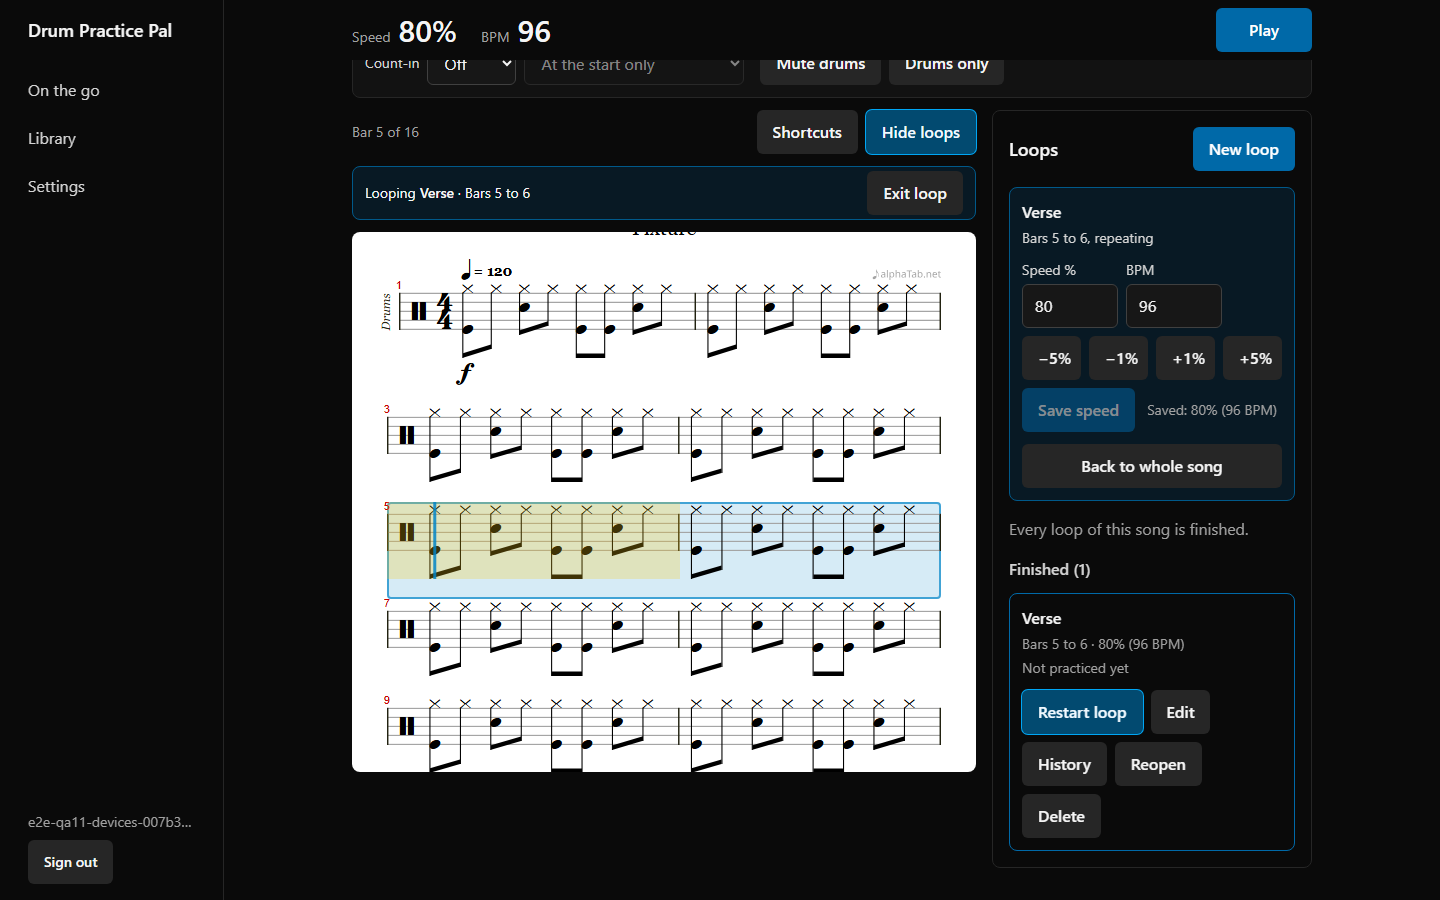 Drum Practice Pal
On the go
Library
Settings
e2e-qa11-devices-007b3...
Sign out
Speed 80% BPM 96
Play
Count-in Off At the start only Mute drums Drums only
Bar 5 of 16
Shortcuts Hide loops
Looping Verse · Bars 5 to 6
Exit loop
Fixture
= 120
alphaTab.net
Drums
1
4
4
f
3
5
7
9
Loops
New loop
Verse
Bars 5 to 6, repeating
Speed % BPM
80 96
−5% −1% +1% +5%
Save speed Saved: 80% (96 BPM)
Back to whole song
Every loop of this song is finished.
Finished (1)
Verse
Bars 5 to 6 · 80% (96 BPM)
Not practiced yet
Restart loop Edit
History Reopen
Delete